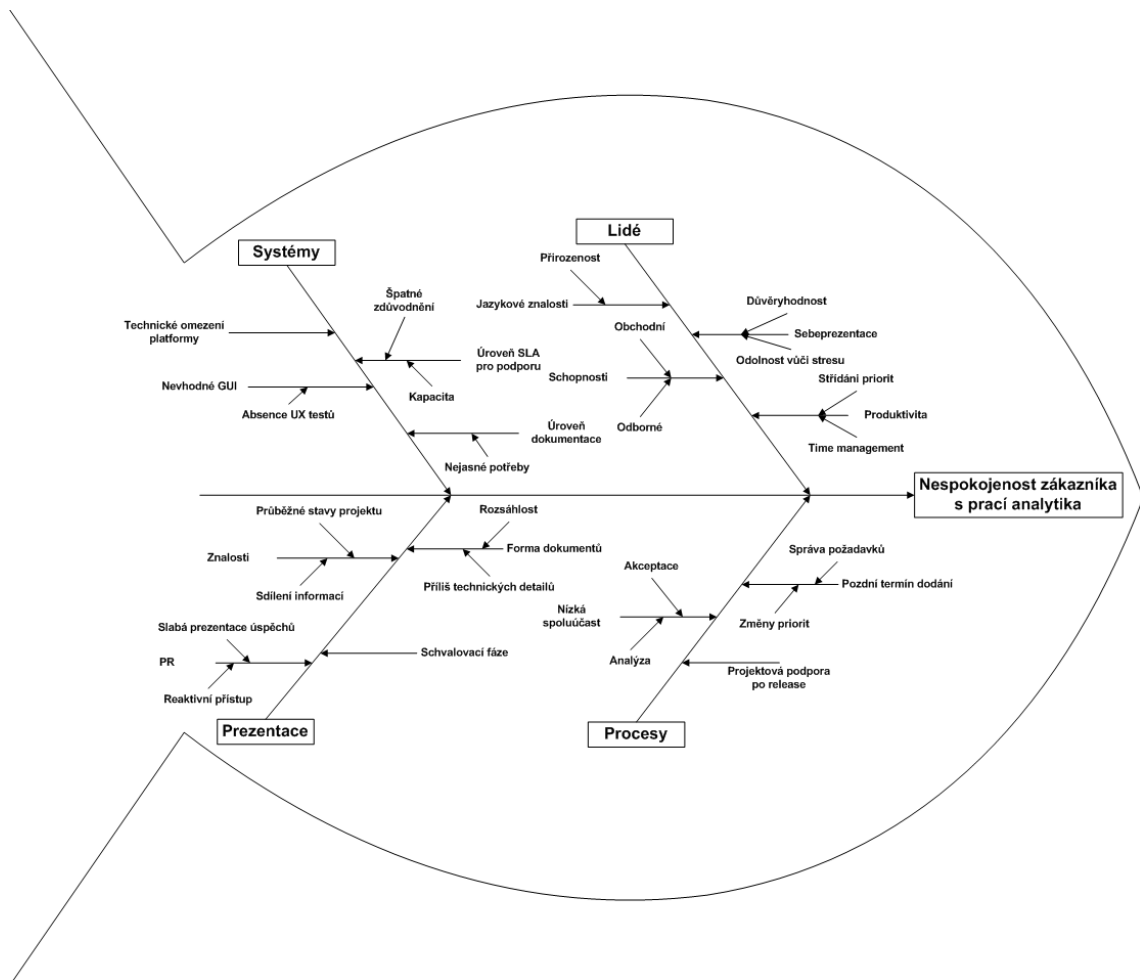 Systémy
Technické omezení
platformy
Špatné
zdůvodnění
Úroveň SLA
pro podporu
Kapacita
Nevhodné GUI
Absence UX testů
Úroveň
dokumentace
Nejasné potřeby
Lidé
Přirozenost
Jazykové znalosti
Důvěryhodnost
Sebeprezentace
Odolnost vůči stresu
Obchodní
Schopnosti
Odborné
Střídáni priorit
Produktivita
Time management
Nespokojenost zákazníka
s prací analytika
Průběžné stavy projektu
Znalosti
Sdílení informací
Rozsáhlost
Forma dokumentů
Příliš technických detailů
Slabá prezentace úspěchů
PR
Reaktivní přístup
Schvalovací fáze
Prezentace
Správa požadavků
Pozdní termín dodání
Změny priorit
Akceptace
Nízká
spoluúčast
Analýza
Projektová podpora
po release
Procesy